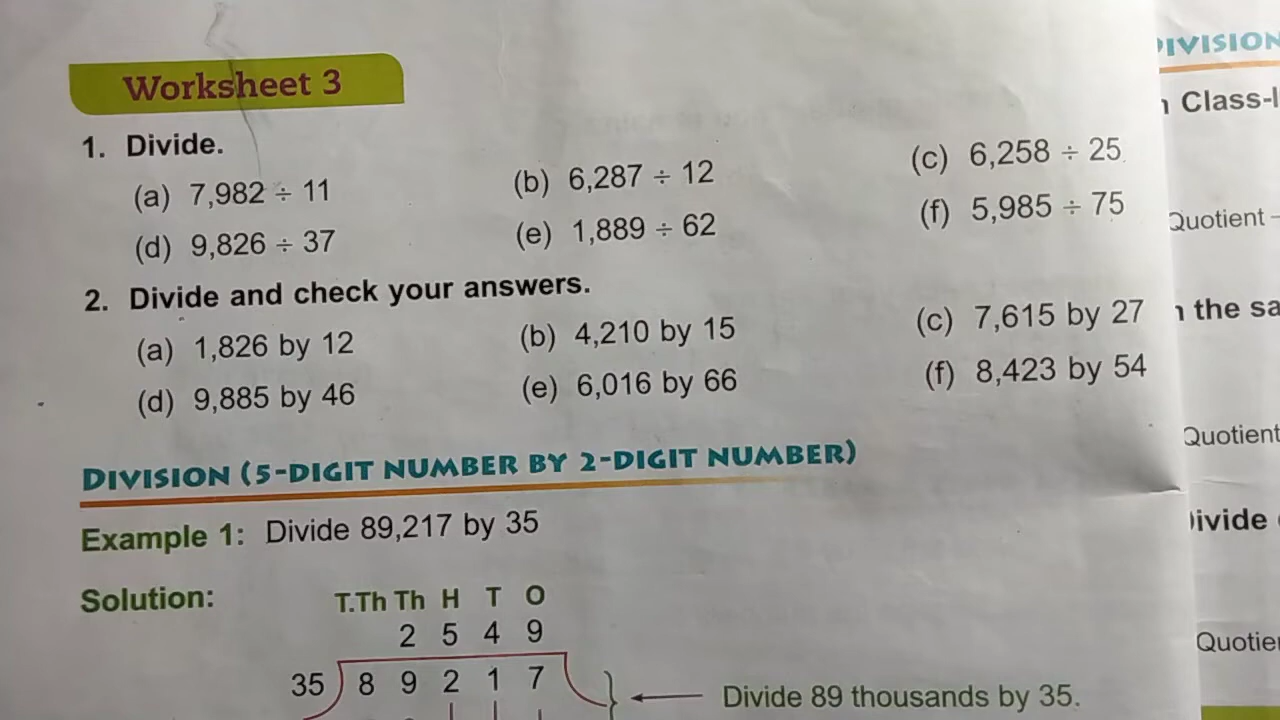 Worksheet 3
1. Divide.
(a) 7,982 ÷ 11 (b) 6,287 ÷ 12 (c) 6,258 ÷ 25
(d) 9,826 ÷ 37 (e) 1,889 ÷ 62 (f) 5,985 ÷ 75
2. Divide and check your answers.
(a) 1,826 by 12 (b) 4,210 by 15 (c) 7,615 by 27
(d) 9,885 by 46 (e) 6,016 by 66 (f) 8,423 by 54
DIVISION (5-DIGIT NUMBER BY 2-DIGIT NUMBER)
Example 1: Divide 89,217 by 35
Solution:
T.Th Th H T O
2 5 4 9
35 8 9 2 1 7
Divide 89 thousands by 35.
Class-
Quotient -
the
Quotient